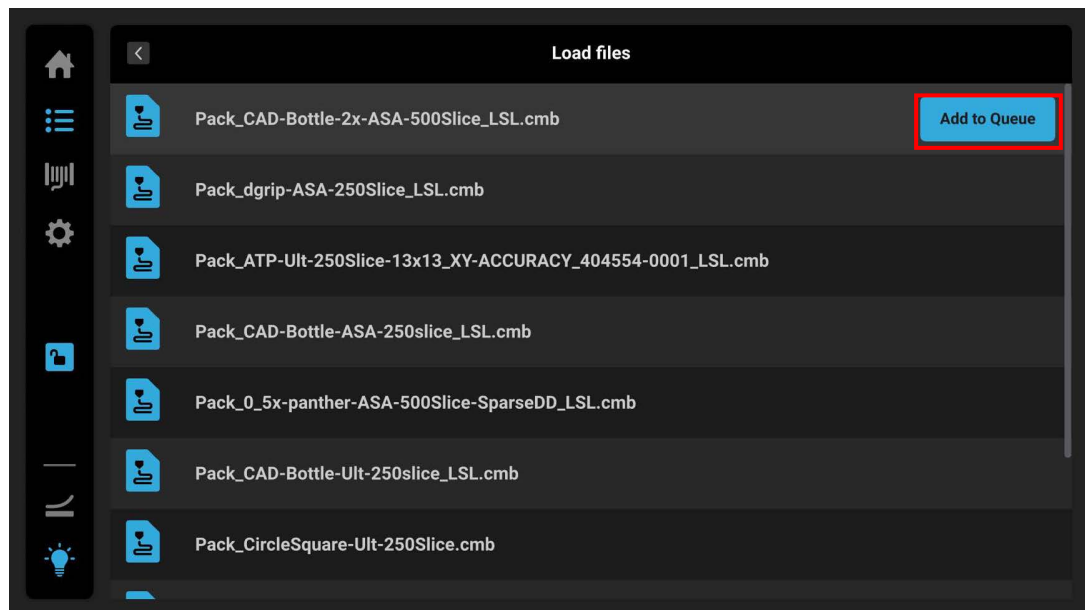 Load files
Pack_CAD-Bottle-2x-ASA-500Slice_LSL.cmb
Add to Queue
Pack_dgrip-ASA-250Slice_LSL.cmb
Pack_ATP-Ult-250Slice-13x13_XY-ACCURACY_404554-0001_LSL.cmb
Pack_CAD-Bottle-ASA-250slice_LSL.cmb
Pack_0_5x-panther-ASA-500Slice-SparseDD_LSL.cmb
Pack_CAD-Bottle-Ult-250slice_LSL.cmb
Pack_CircleSquare-Ult-250Slice.cmb